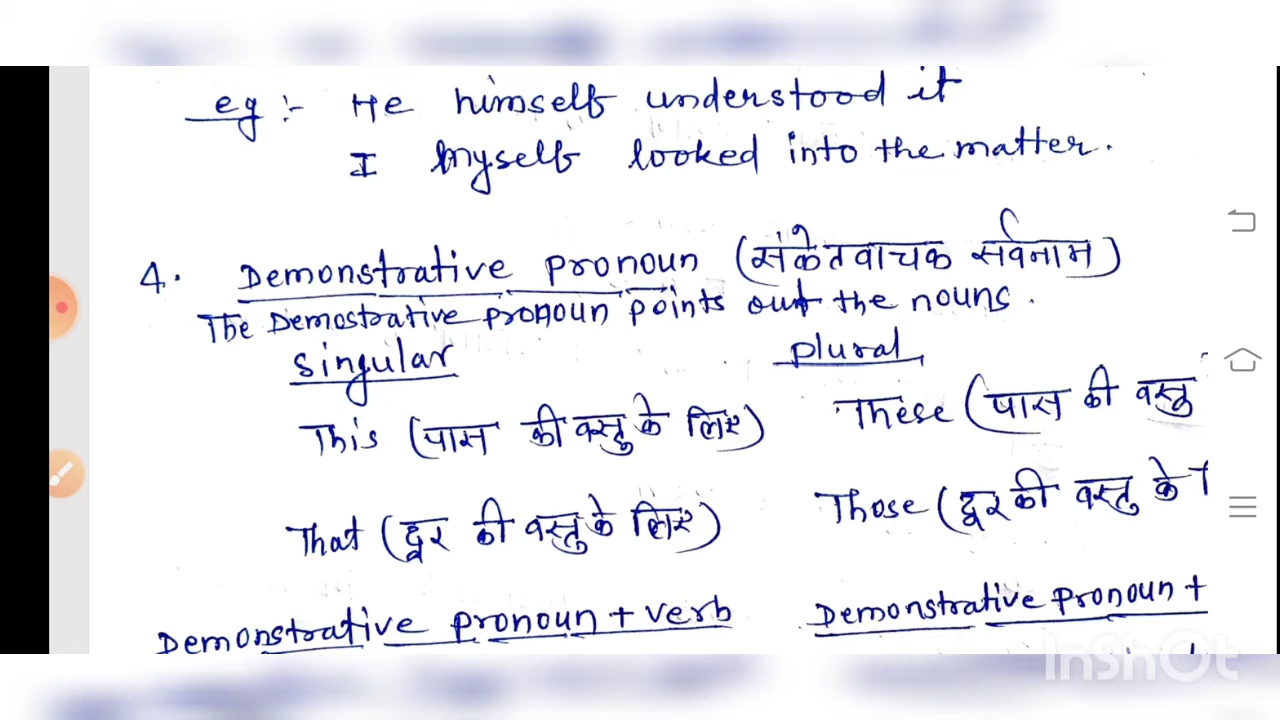 eg :- He himself understood it
I myself looked into the matter.
4. Demonstrative pronoun (संकेतवाचक सर्वनाम)
The Demostrative pronoun points out the nouns.
singular plural
This (पास की वस्तु के लिए) These (पास की वस्तु
That (दूर की वस्तु के लिए) Those (दूर की वस्तु के
Demonstrative pronoun + verb Demonstrative pronoun +
InShOt